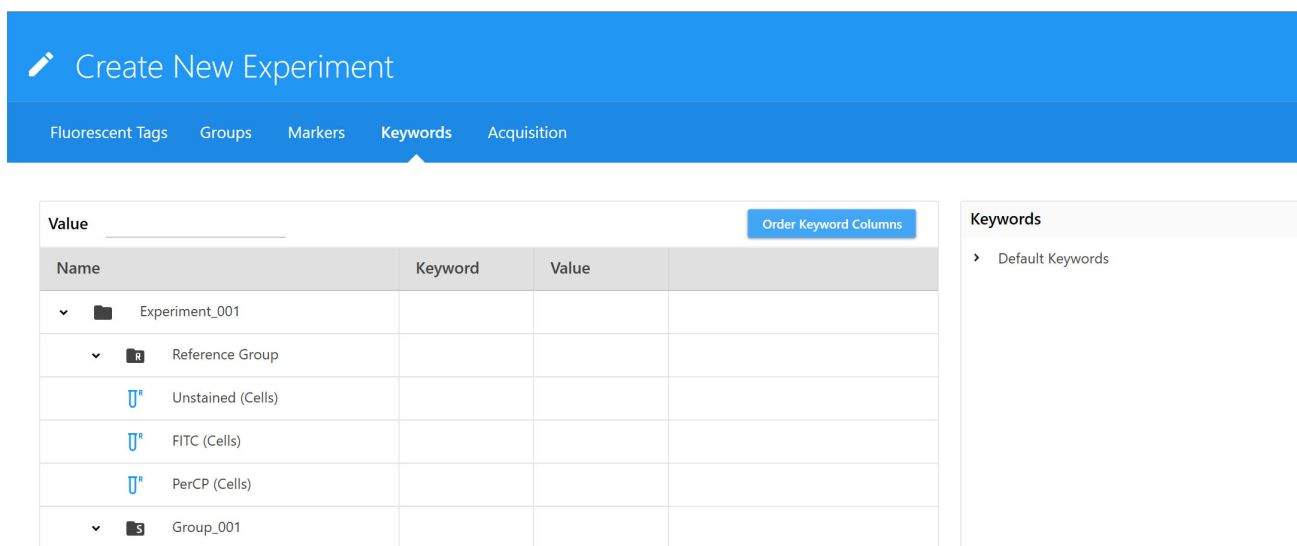 Create New Experiment
Fluorescent Tags Groups Markers Keywords Acquisition
Value Order Keyword Columns
Name Keyword Value
Experiment_001
R Reference Group
R Unstained (Cells)
R FITC (Cells)
R PerCP (Cells)
S Group_001
Keywords
Default Keywords